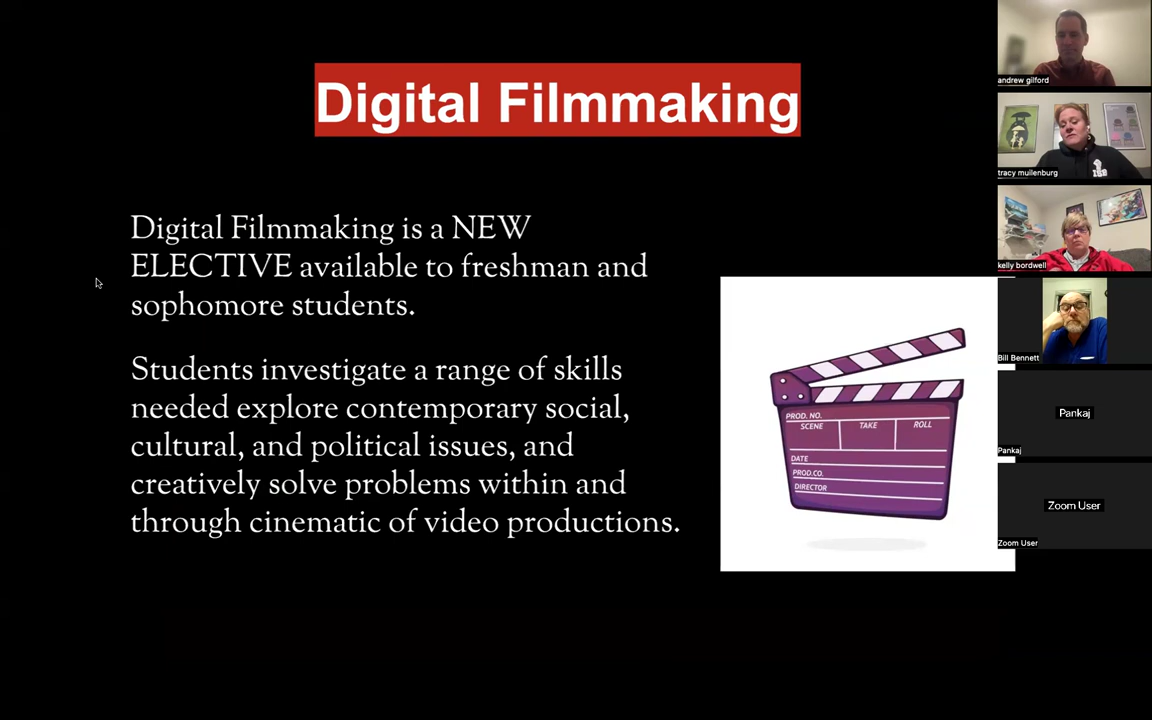 Digital Filmmaking
Digital Filmmaking is a NEW
ELECTIVE available to freshman and
sophomore students.
Students investigate a range of skills
needed explore contemporary social,
cultural, and political issues, and
creatively solve problems within and
through cinematic of video productions.
PROD. NO.
SCENE TAKE ROLL
DATE
PROD.CO.
DIRECTOR
andrew gilford
tracy muilenburg
kelly bordwell
Bill Bennett
Pankaj
Pankaj
Zoom User
Zoom User